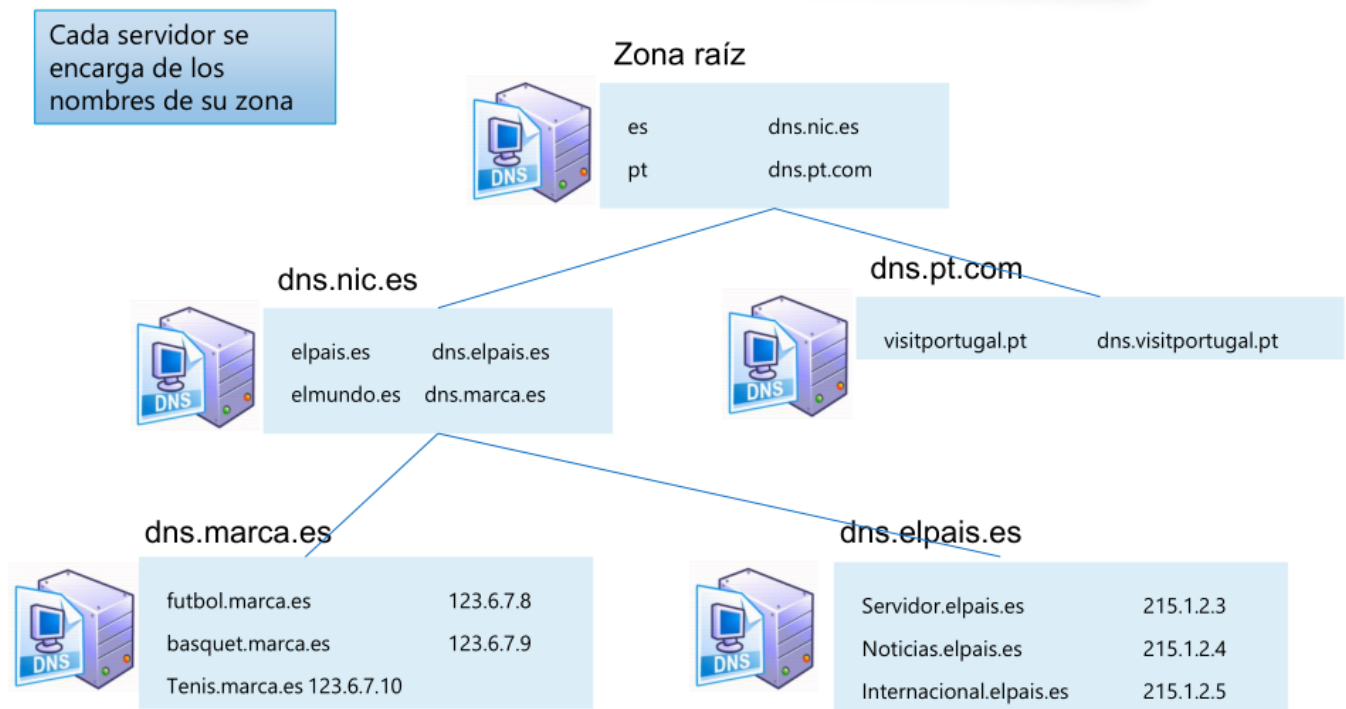 Cada servidor se
encarga de los
nombres de su zona
Zona raíz
DNS
es dns.nic.es
pt dns.pt.com
dns.nic.es
DNS
elpais.es dns.elpais.es
elmundo.es dns.marca.es
dns.pt.com
DNS
visitportugal.pt dns.visitportugal.pt
dns.marca.es
DNS
futbol.marca.es 123.6.7.8
basquet.marca.es 123.6.7.9
Tenis.marca.es 123.6.7.10
dns.elpais.es
DNS
Servidor.elpais.es 215.1.2.3
Noticias.elpais.es 215.1.2.4
Internacional.elpais.es 215.1.2.5